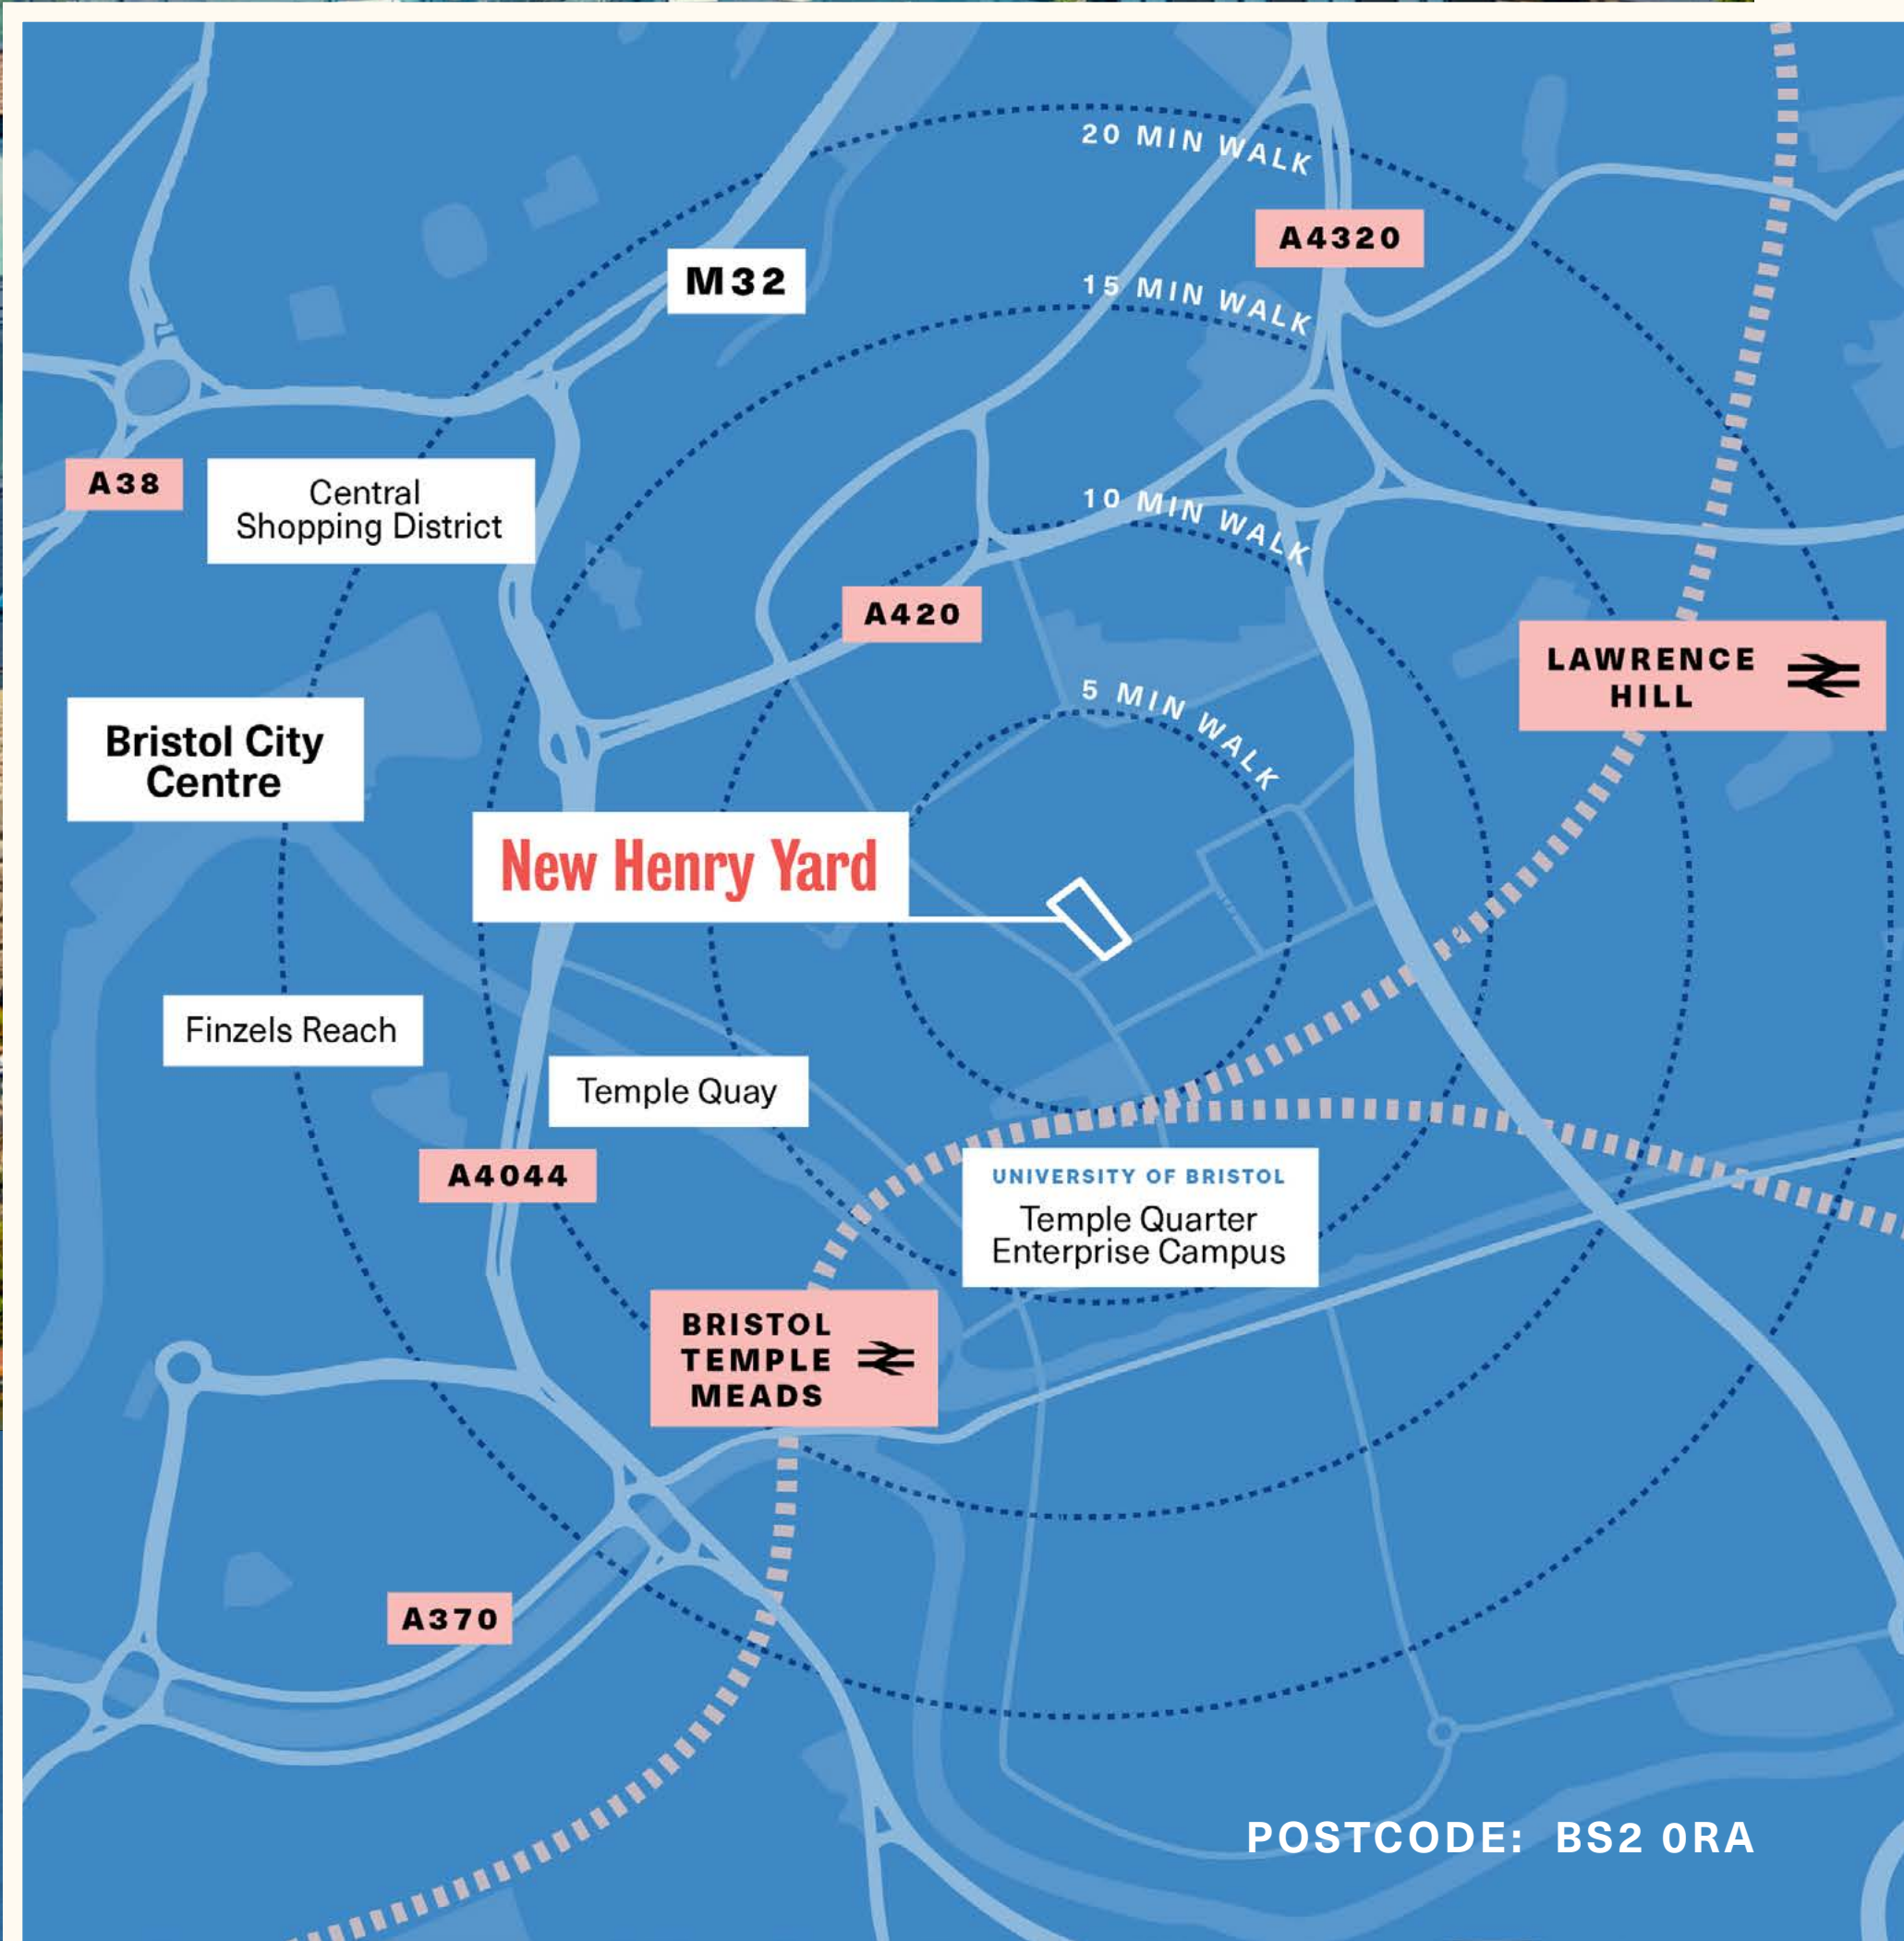 20 MIN WALK
A4320
M32
15 MIN WALK
A38
Central
Shopping District
10 MIN WALK
A420
LAWRENCE
HILL
5 MIN WALK
Bristol City
Centre
New Henry Yard
Finzels Reach
Temple Quay
A4044
UNIVERSITY OF BRISTOL
Temple Quarter
Enterprise Campus
BRISTOL
TEMPLE
MEADS
A370
POSTCODE: BS2 0RA